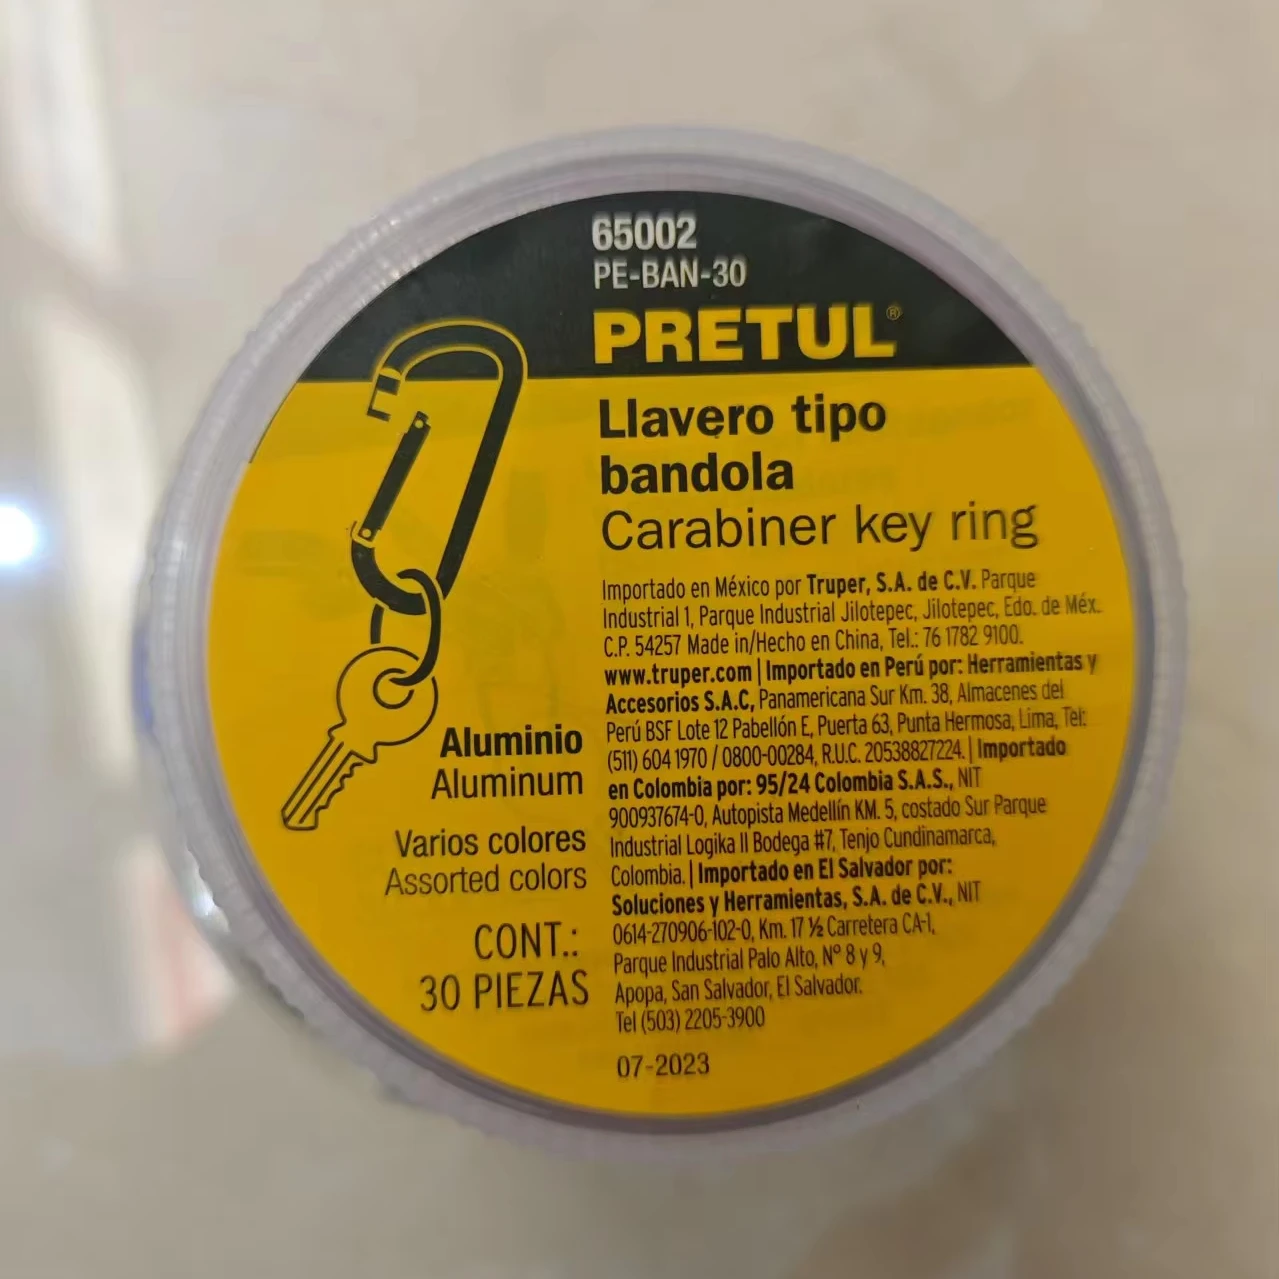 65002
PE-BAN-30
PRETUL®
Llavero tipo
bandola
Carabiner key ring
Importado en México por Truper, S.A. de C.V. Parque
Industrial 1, Parque Industrial Jilotepec, Jilotepec, Edo. de Méx.
C.P. 54257 Made in/Hecho en China, Tel.: 76 1782 9100.
www.truper.com | Importado en Perú por: Herramientas y
Accesorios S.A.C, Panamericana Sur Km. 38, Almacenes del
Perú BSF Lote 12 Pabellón E, Puerta 63, Punta Hermosa, Lima, Tel:
(511) 604 1970 / 0800-00284, R.U.C. 20538827224. | Importado
en Colombia por: 95/24 Colombia S.A.S., NIT
900937674-0, Autopista Medellín KM. 5, costado Sur Parque
Industrial Logika II Bodega #7, Tenjo Cundinamarca,
Colombia. | Importado en El Salvador por:
Soluciones y Herramientas, S.A. de C.V., NIT
0614-270906-102-0, Km. 17 ½ Carretera CA-1,
Parque Industrial Palo Alto, N° 8 y 9,
Apopa, San Salvador, El Salvador.
Tel (503) 2205-3900
07-2023
Aluminio
Aluminum
Varios colores
Assorted colors
CONT.:
30 PIEZAS